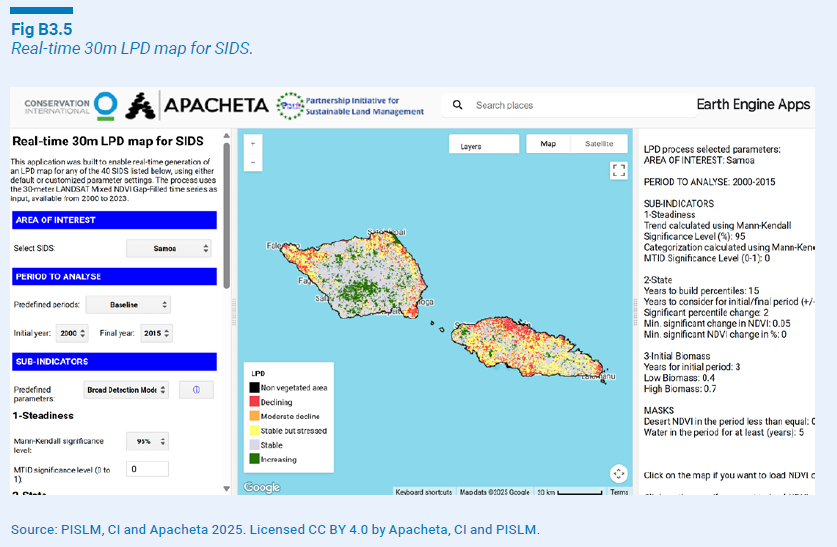 Fig B3.5
Real-time 30m LPD map for SIDS.
CONSERVATION
INTERNATIONAL
APACHETA
Partnership Initiative for
Sustainable Land Management
Search places
Earth Engine Apps
Real-time 30m LPD map for SIDS
This application was built to enable real-time generation of
an LPD map for any of the 40 SIDS listed below, using either
default or customized parameter settings. The process uses
the 30-meter LANDSAT Mixed NDVI Gap-Filled time series as
input, available from 2000 to 2023.
AREA OF INTEREST
Select SIDS:
Samoa
PERIOD TO ANALYSE
Predefined periods:
Baseline
Initial year:
2000
Final year:
2015
SUB-INDICATORS
Predefined
parameters:
Broad Detection Mode
1-Steadiness
Mann-Kendall significance
level:
95%
MTID significance level (0 to
1):
0
2-State
+
-
Layers
Map
Satellite
LPD
Non vegetated area
Declining
Moderate decline
Stable but stressed
Stable
Increasing
Google
Keyboard shortcuts
Map data ©2025 Google
20 km
Terms
LPD process selected parameters:
AREA OF INTEREST: Samoa
PERIOD TO ANALYSE: 2000-2015
SUB-INDICATORS
1-Steadiness
Trend calculated using Mann-Kendall
Significance Level (%): 95
Categorization calculated using Mann-Ken
MTID Significance Level (0-1): 0
2-State
Years to build percentiles: 15
Years to consider for initial/final period (+/-
Significant percentile change: 2
Min. significant change in NDVI: 0.05
Min. significant NDVI change in %: 0
3-Initial Biomass
Years for initial period: 3
Low Biomass: 0.4
High Biomass: 0.7
MASKS
Desert NDVI in the period less than equal: 0
Water in the period for at least (years): 5
Click on the map if you want to load NDVI
Source: PISLM, CI and Apacheta 2025. Licensed CC BY 4.0 by Apacheta, CI and PISLM.